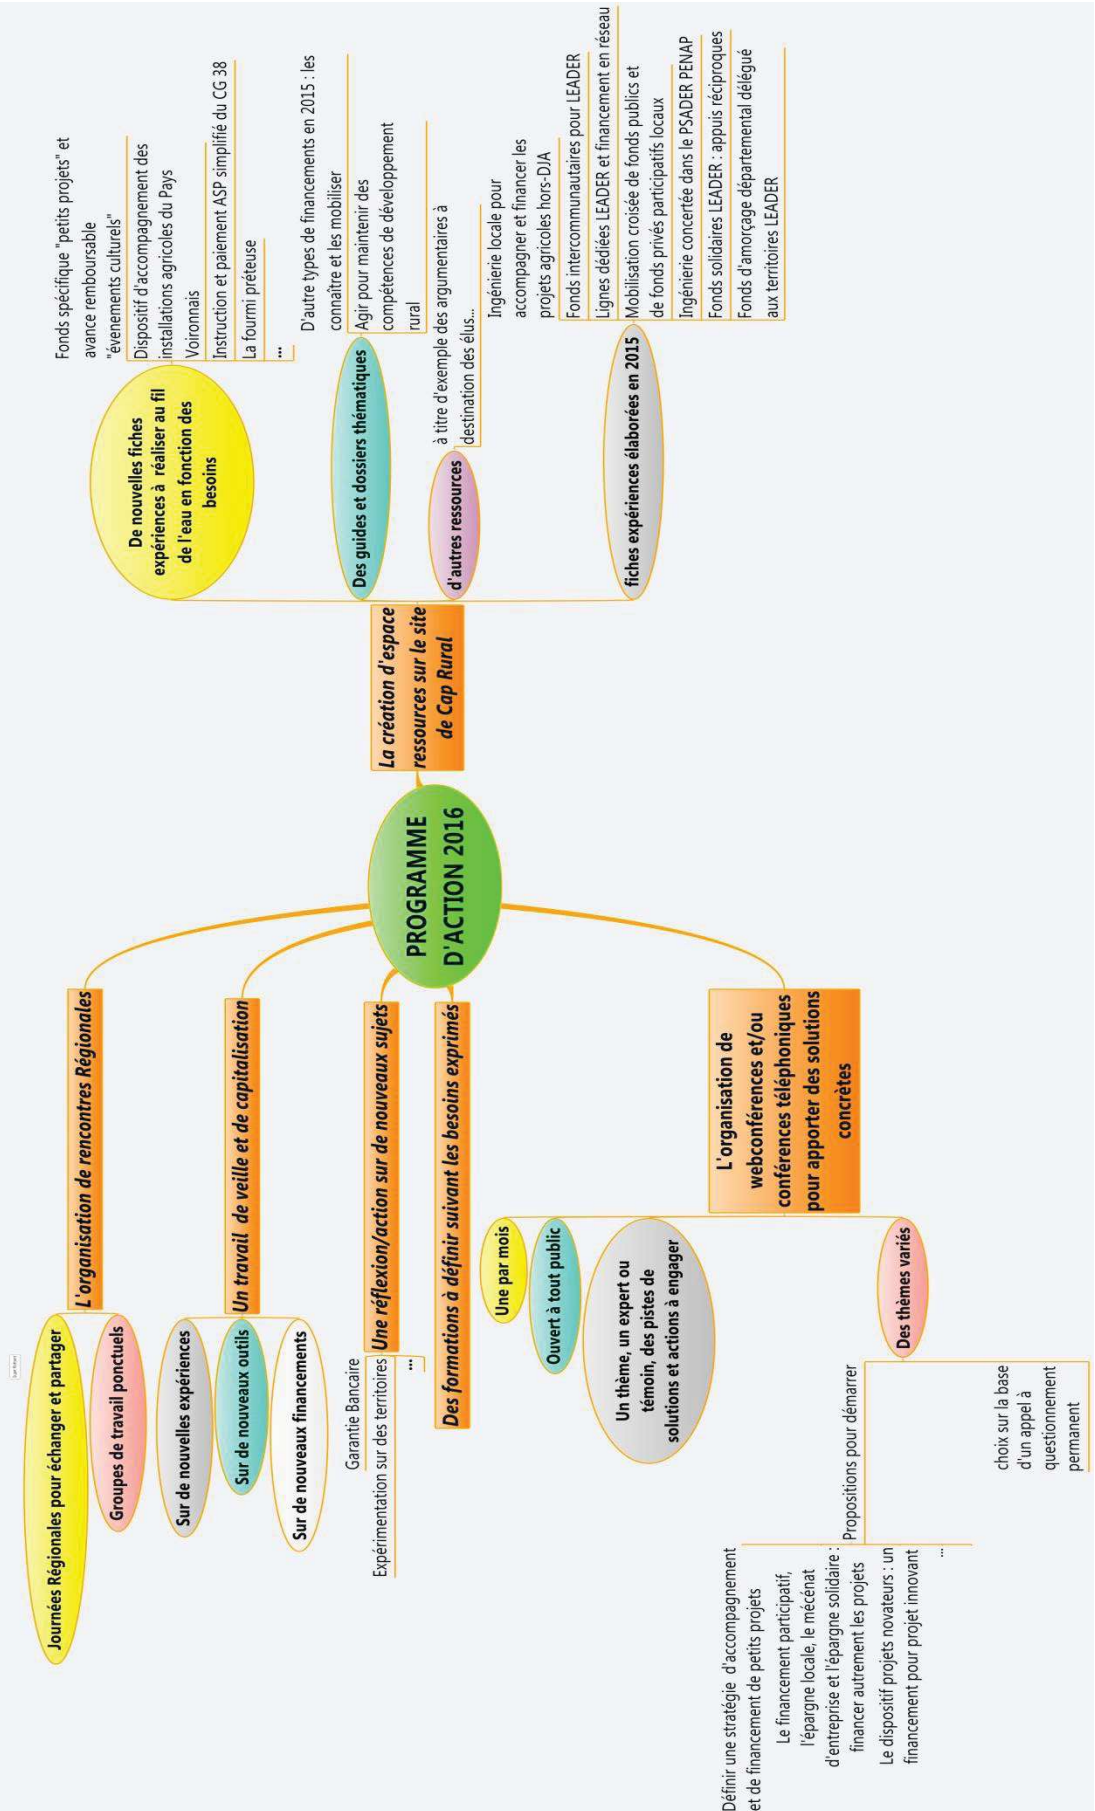 PROGRAMME
D'ACTION 2016
L'organisation de rencontres Régionales
Journées Régionales pour échanger et partager
Groupes de travail ponctuels
Un travail de veille et de capitalisation
Sur de nouvelles expériences
Sur de nouveaux outils
Sur de nouveaux financements
Une réflexion/action sur de nouveaux sujets
Garantie Bancaire
Expérimentation sur des territoires
...
Des formations à définir suivant les besoins exprimés
L'organisation de
webconférences et/ou
conférences téléphoniques
pour apporter des solutions
concrètes
Une par mois
Ouvert à tout public
Un thème, un expert ou
témoin, des pistes de
solutions et actions à engager
Des thèmes variés
Propositions pour démarrer
Définir une stratégie d'accompagnement
et de financement de petits projets
Le financement participatif,
l'épargne locale, le mécénat
d'entreprise et l'épargne solidaire :
financer autrement les projets
Le dispositif projets novateurs : un
financement pour projet innovant
...
choix sur la base
d'un appel à
questionnement
permanent
La création d'espace
ressources sur le site
de Cap Rural
De nouvelles fiches
expériences à réaliser au fil
de l'eau en fonction des
besoins
Fonds spécifique "petits projets" et
avance remboursable
"évenements culturels"
Dispositif d'accompagnement des
installations agricoles du Pays
Voironnais
Instruction et paiement ASP simplifié du CG 38
La fourmi prêteuse
...
Des guides et dossiers thématiques
D'autre types de financements en 2015 : les
connaître et les mobiliser
Agir pour maintenir des
compétences de développement
rural
d'autres ressources
à titre d'exemple des argumentaires à
destination des élus...
fiches expériences élaborées en 2015
Ingénierie locale pour
accompagner et financer les
projets agricoles hors-DJA
Fonds intercommunautaires pour LEADER
Lignes dédiées LEADER et financement en réseau
Mobilisation croisée de fonds publics et
de fonds privés participatifs locaux
Ingénierie concertée dans le PSADER PENAP
Fonds solidaires LEADER : appuis réciproques
Fonds d'amorçage départemental délégué
aux territoires LEADER